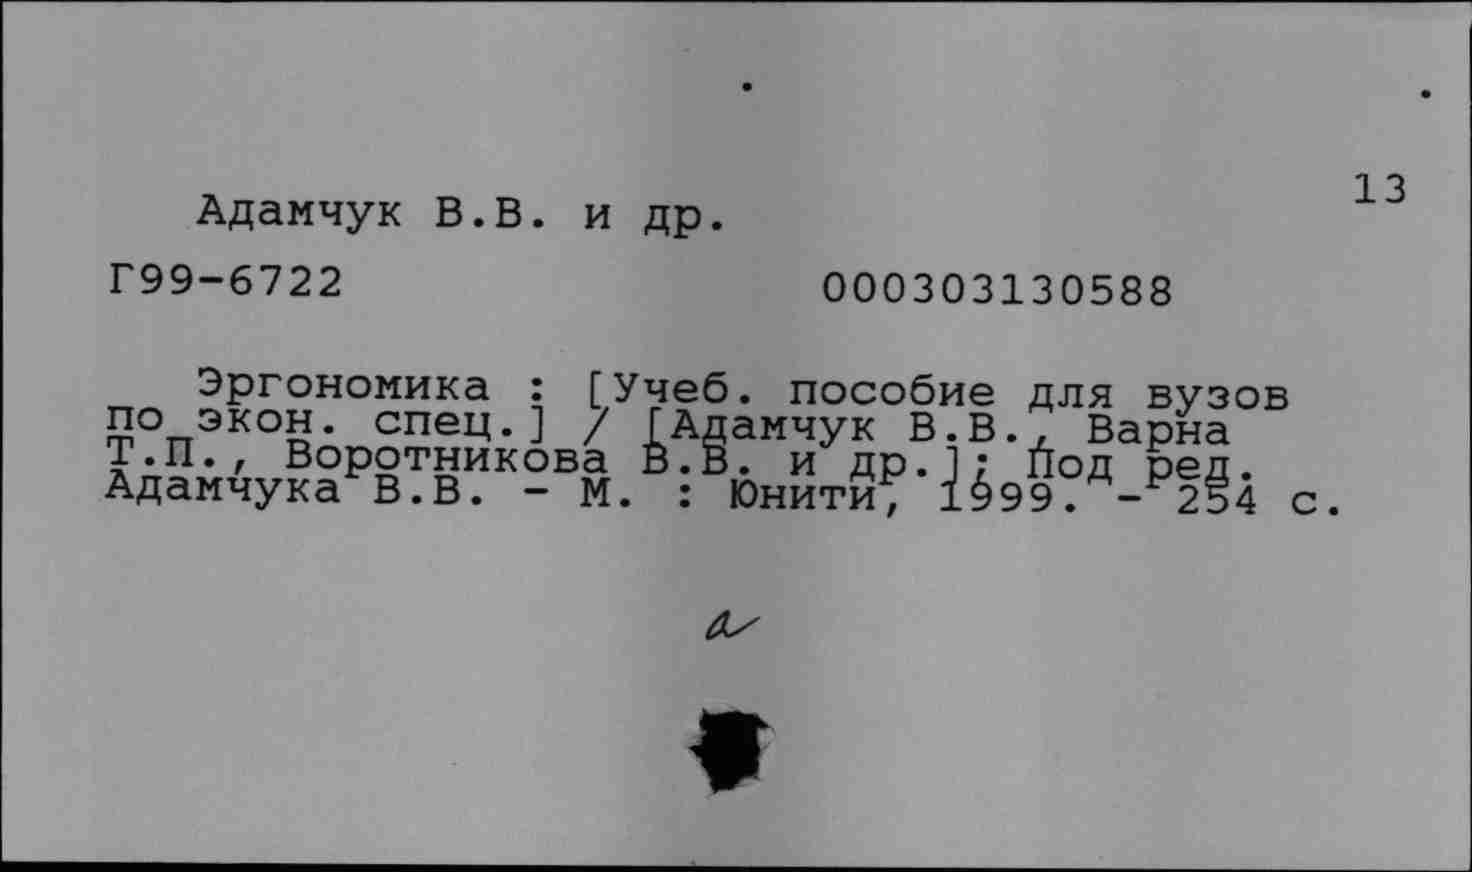 13
Адамчук В.В. и др.
Г99-6722 000303130588
Эргономика : [Учеб. пособие для вузов
по экон. спец.] / [Адамчук В.В., Варна
Т.П., Воротникова В.В. и др.]; Под ред.
Адамчука В.В. - М. : Юнити, 1999. - 254 с.